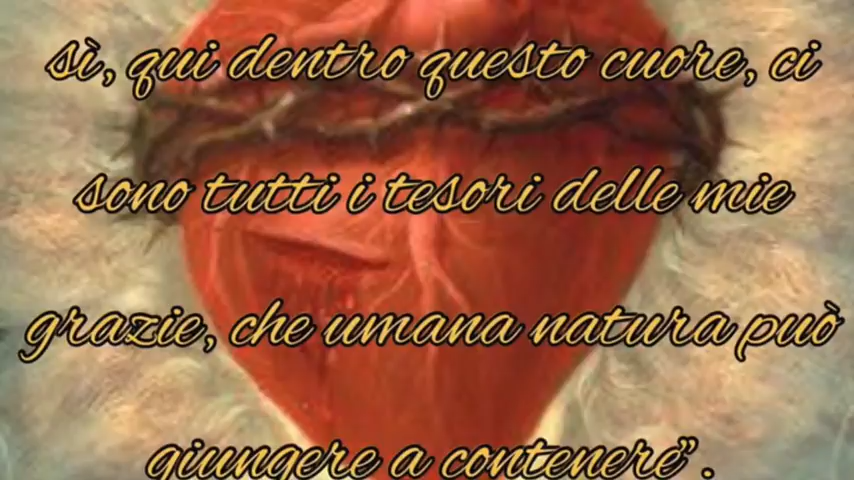 sì, qui dentro questo cuore, ci
sono tutti i tesori delle mie
grazie, che umana natura può
giungere a contenere”.